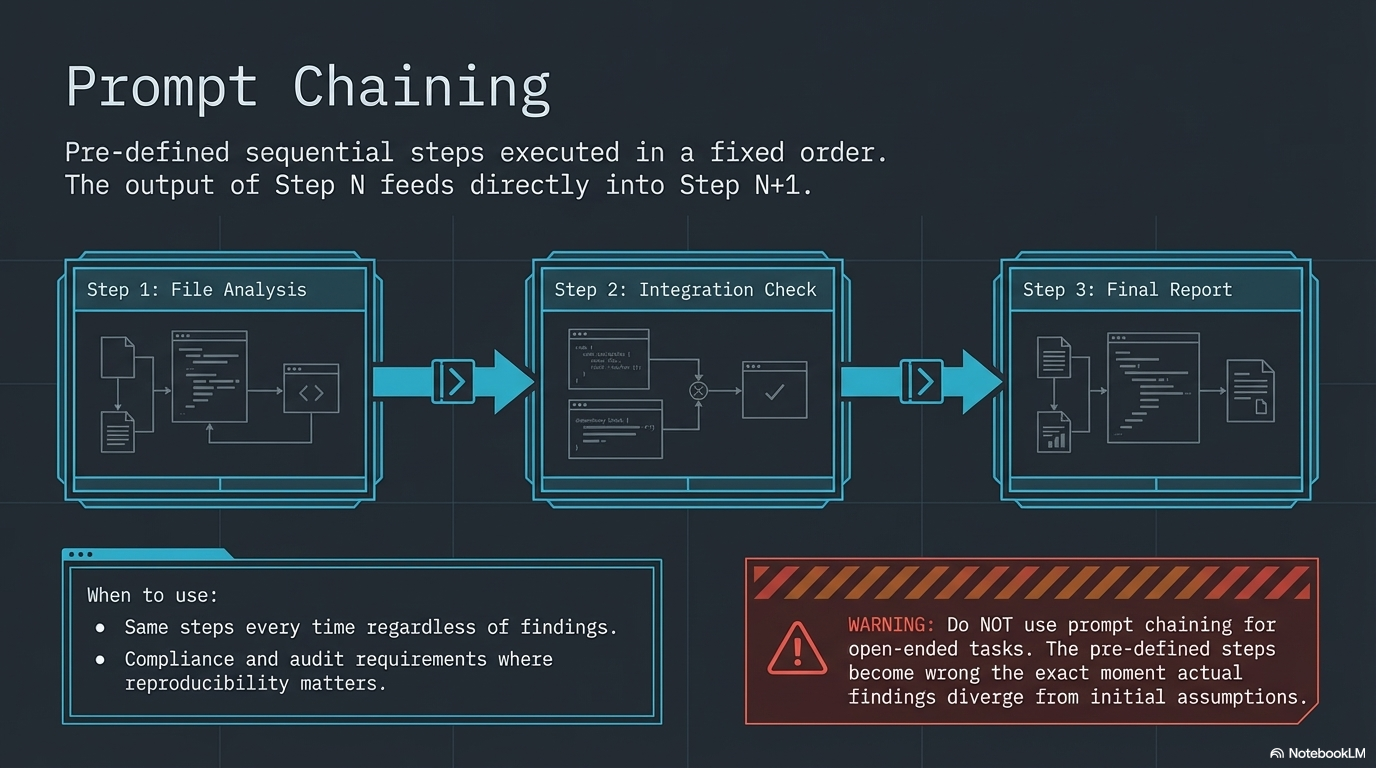 Prompt Chaining
Pre-defined sequential steps executed in a fixed order.
The output of Step N feeds directly into Step N+1.
Step 1: File Analysis
Step 2: Integration Check
Step 3: Final Report
When to use:
● Same steps every time regardless of findings.
● Compliance and audit requirements where
reproducibility matters.
WARNING: Do NOT use prompt chaining for
open-ended tasks. The pre-defined steps
become wrong the exact moment actual
findings diverge from initial assumptions.
NotebookLM